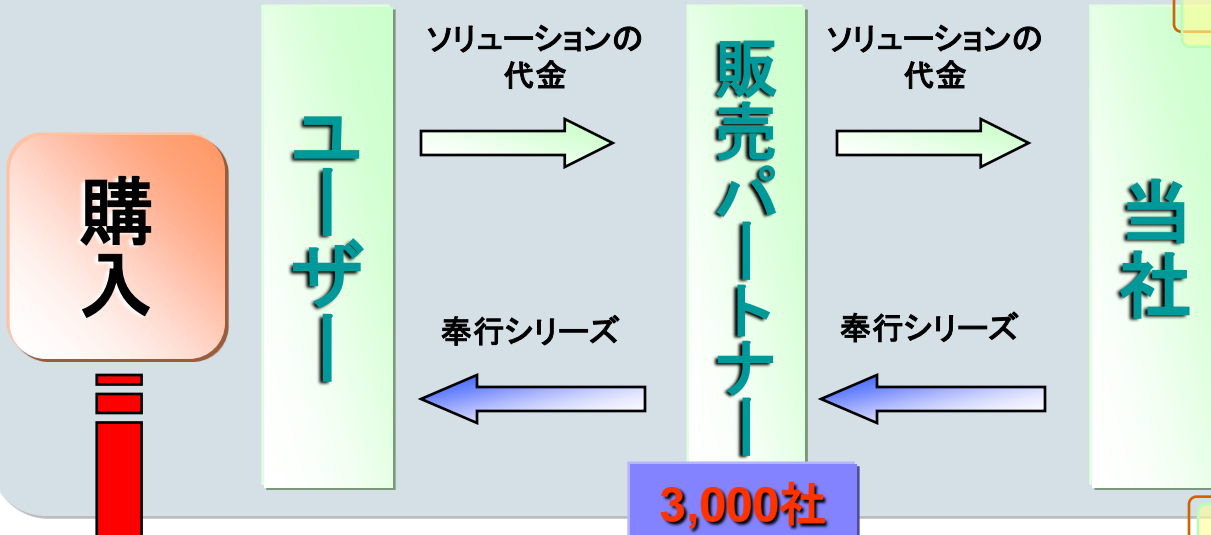 購入
ユーザー
ソリューションの
代金
販売パートナー
ソリューションの
代金
当社
奉行シリーズ
奉行シリーズ
3,000社